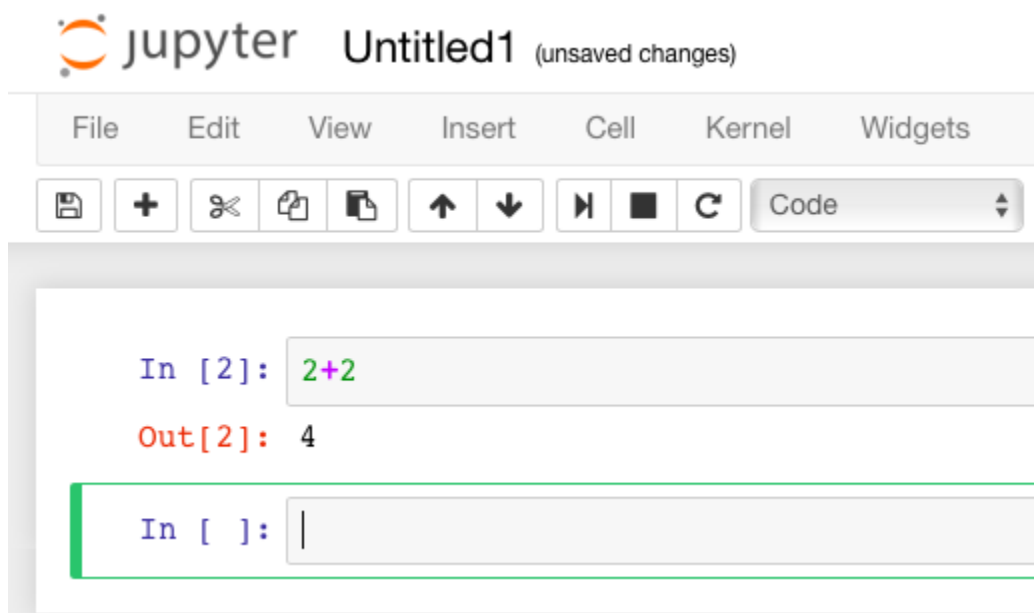 jupyter Untitled1 (unsaved changes)
File Edit View Insert Cell Kernel Widgets
Code
In [2]: 2+2
Out[2]: 4
In [ ]: